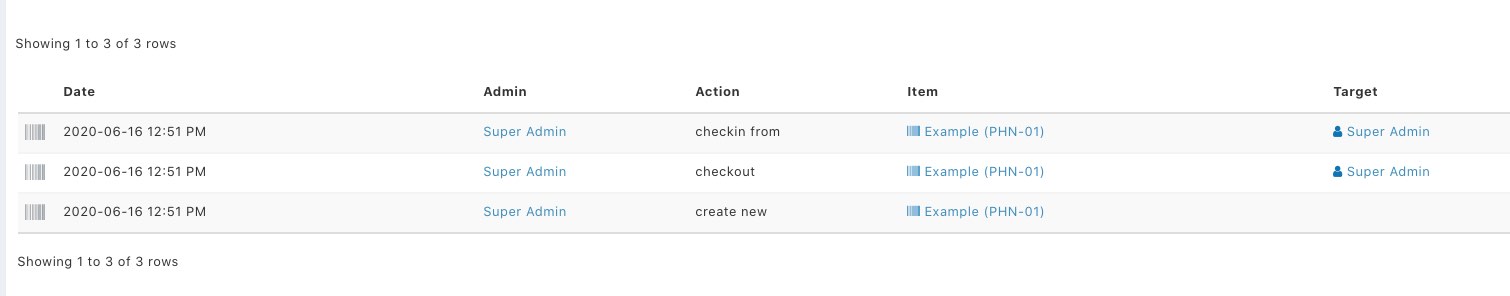 Showing 1 to 3 of 3 rows
Date Admin Action Item Target
2020-06-16 12:51 PM Super Admin checkin from Example (PHN-01) Super Admin
2020-06-16 12:51 PM Super Admin checkout Example (PHN-01) Super Admin
2020-06-16 12:51 PM Super Admin create new Example (PHN-01)
Showing 1 to 3 of 3 rows